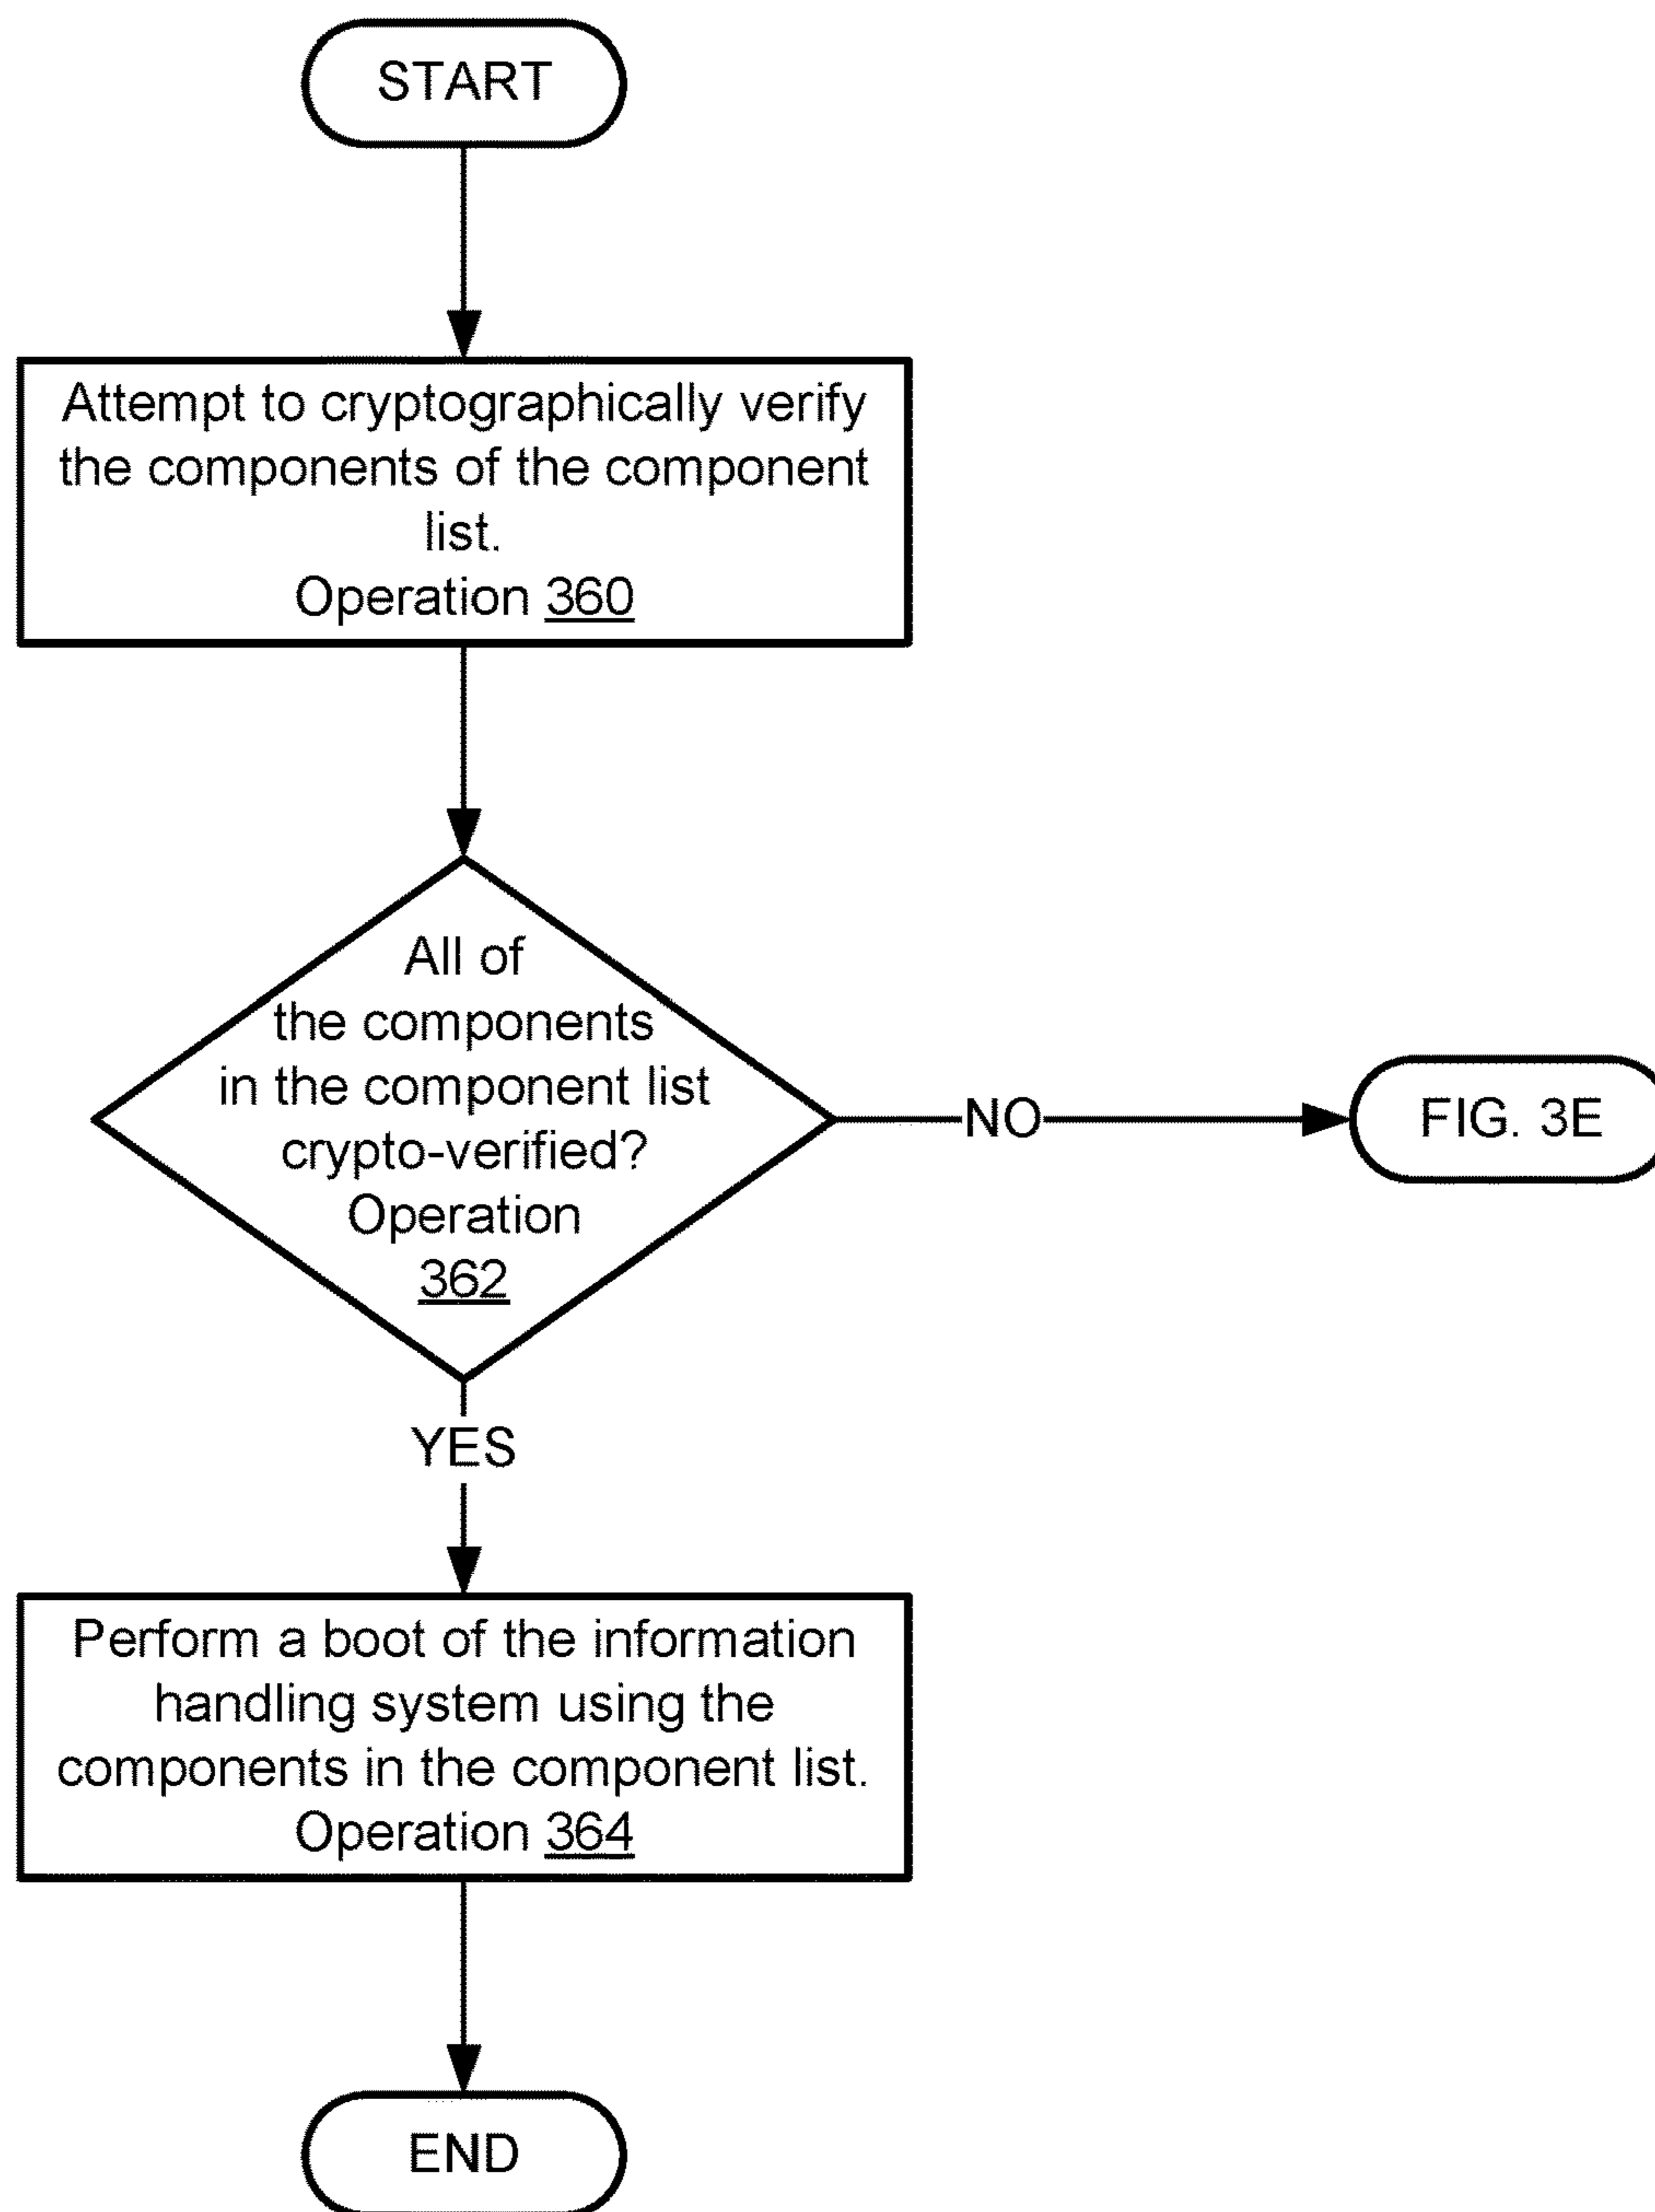 START
Attempt to cryptographically verify
the components of the component
list.
Operation 360
All of
the components
in the component list
crypto-verified?
Operation
362
NO
FIG. 3E
YES
Perform a boot of the information
handling system using the
components in the component list.
Operation 364
END